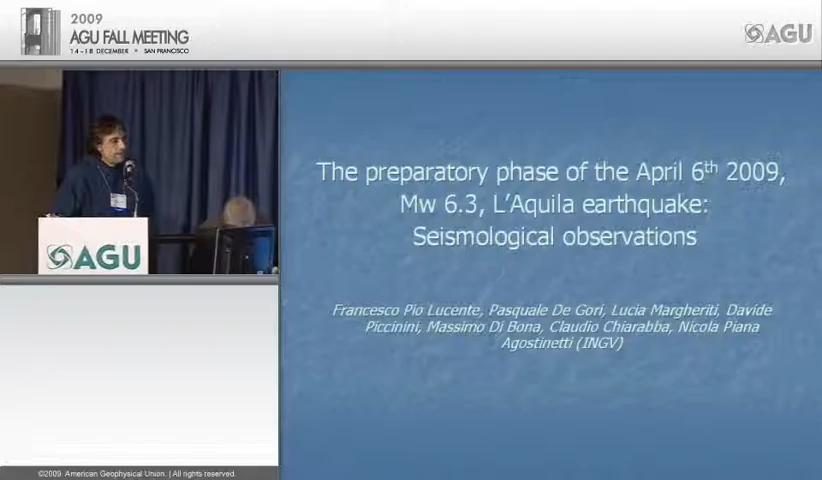 2009
AGU FALL MEETING
14-18 DECEMBER • SAN FRANCISCO
AGU
The preparatory phase of the April 6th 2009,
Mw 6.3, L'Aquila earthquake:
Seismological observations
AGU
Francesco Pio Lucente, Pasquale De Gori, Lucia Margheriti, Davide
Piccinini, Massimo Di Bona, Claudio Chiarabba, Nicola Piana
Agostinetti (INGV)
©2009 American Geophysical Union. | All rights reserved.